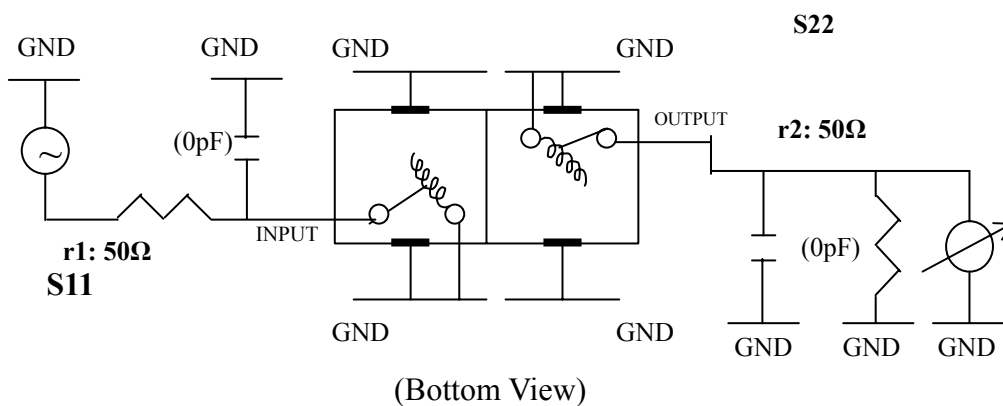 S22
GND
GND
GND
GND
(0pF)
OUTPUT
r2: 50Ω
INPUT
r1: 50Ω
(0pF)
S11
GND
GND
GND
GND
GND
(Bottom View)